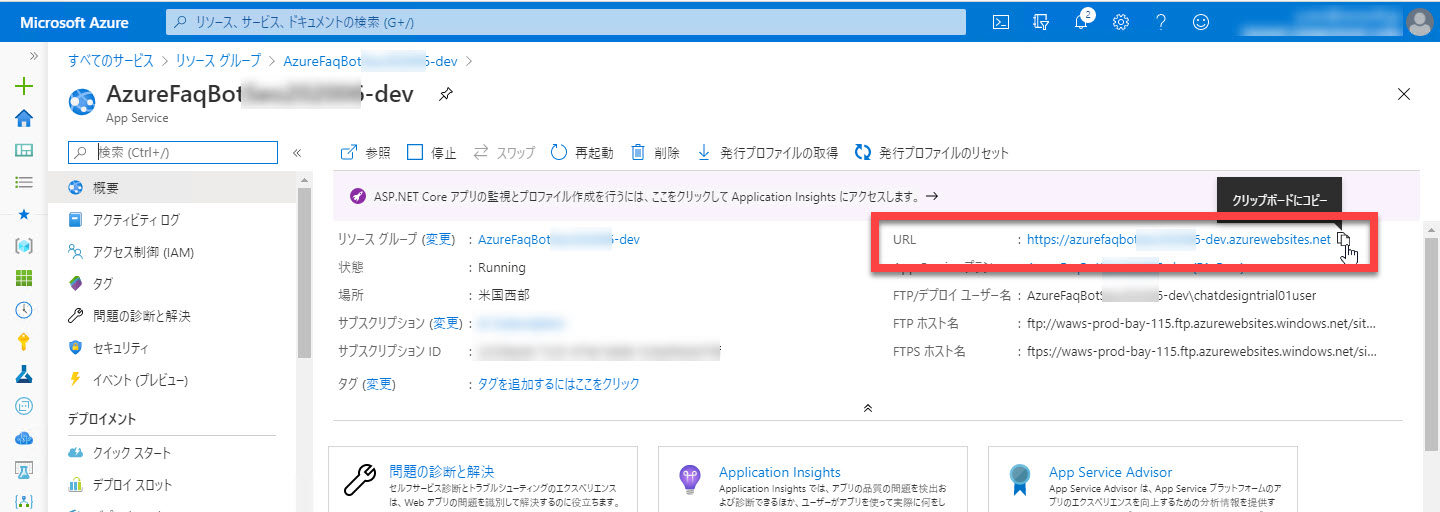 Microsoft Azure
リソース、サービス、ドキュメントの検索 (G+/)
2
すべてのサービス > リソース グループ > AzureFaqBot -dev >
AzureFaqBot -dev
App Service
検索 (Ctrl+/)
概要
アクティビティ ログ
アクセス制御 (IAM)
タグ
問題の診断と解決
セキュリティ
イベント (プレビュー)
デプロイメント
クイック スタート
デプロイ スロット
参照 停止 スワップ 再起動 削除 発行プロファイルの取得 発行プロファイルのリセット
ASP.NET Core アプリの監視とプロファイル作成を行うには、ここをクリックして Application Insights にアクセスします。 →
クリップボードにコピー
リソース グループ (変更) : AzureFaqBot -dev
状態 : Running
場所 : 米国西部
サブスクリプション (変更) :
サブスクリプション ID :
タグ (変更) : タグを追加するにはここをクリック
URL : https://azurefaqbot -dev.azurewebsites.net
FTP/デプロイ ユーザー名 : AzureFaqBot -dev\chatdesigntrial01user
FTP ホスト名 : ftp://waws-prod-bay-115.ftp.azurewebsites.windows.net/sit...
FTPS ホスト名 : ftps://waws-prod-bay-115.ftp.azurewebsites.windows.net/si...
問題の診断と解決
セルフサービス診断とトラブルシューティングのエクスペリエンス
は、Web アプリの問題を識別して解決するのに役立ちます。
Application Insights
Application Insights では、アプリの品質の問題を検出お
よび診断できるほか、ユーザーがアプリを使って実際に何をし
App Service Advisor
App Service Advisor は、App Service プラットフォームのア
プリのエクスペリエンスを向上するための分析情報を提供す